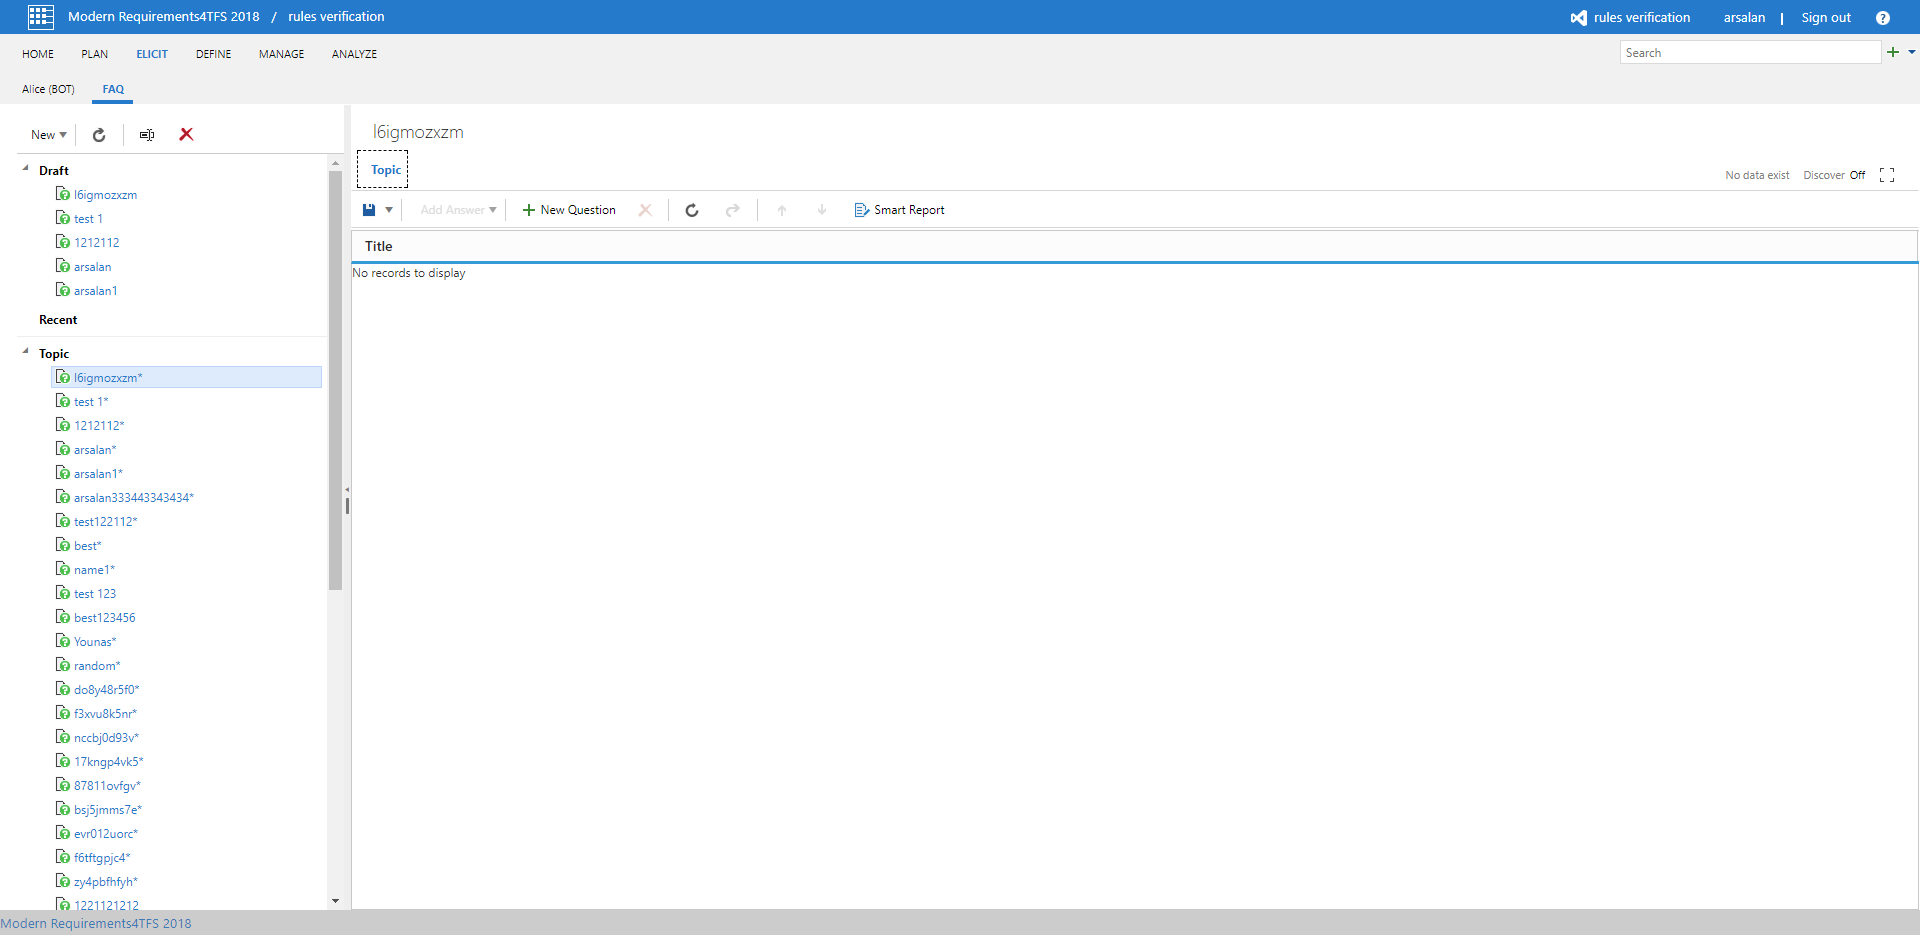 Modern Requirements4TFS 2018 / rules verification
rules verification arsalan | Sign out ?
HOME PLAN ELICIT DEFINE MANAGE ANALYZE
Search
Alice (BOT) FAQ
New
Draft
l6igmozxzm
test 1
1212112
arsalan
arsalan1
Recent
Topic
l6igmozxzm*
test 1*
1212112*
arsalan*
arsalan1*
arsalan333443343434*
test122112*
best*
name1*
test 123
best123456
Younas*
random*
do8y48r5f0*
f3xvu8k5nr*
nccbj0d93v*
17kngp4vk5*
87811ovfgv*
bsj5jmms7e*
evr012uorc*
f6tftgpjc4*
zy4pbfhfyh*
1221121212
l6igmozxzm
Topic
No data exist Discover Off
Add Answer New Question Smart Report
Title
No records to display
Modern Requirements4TFS 2018